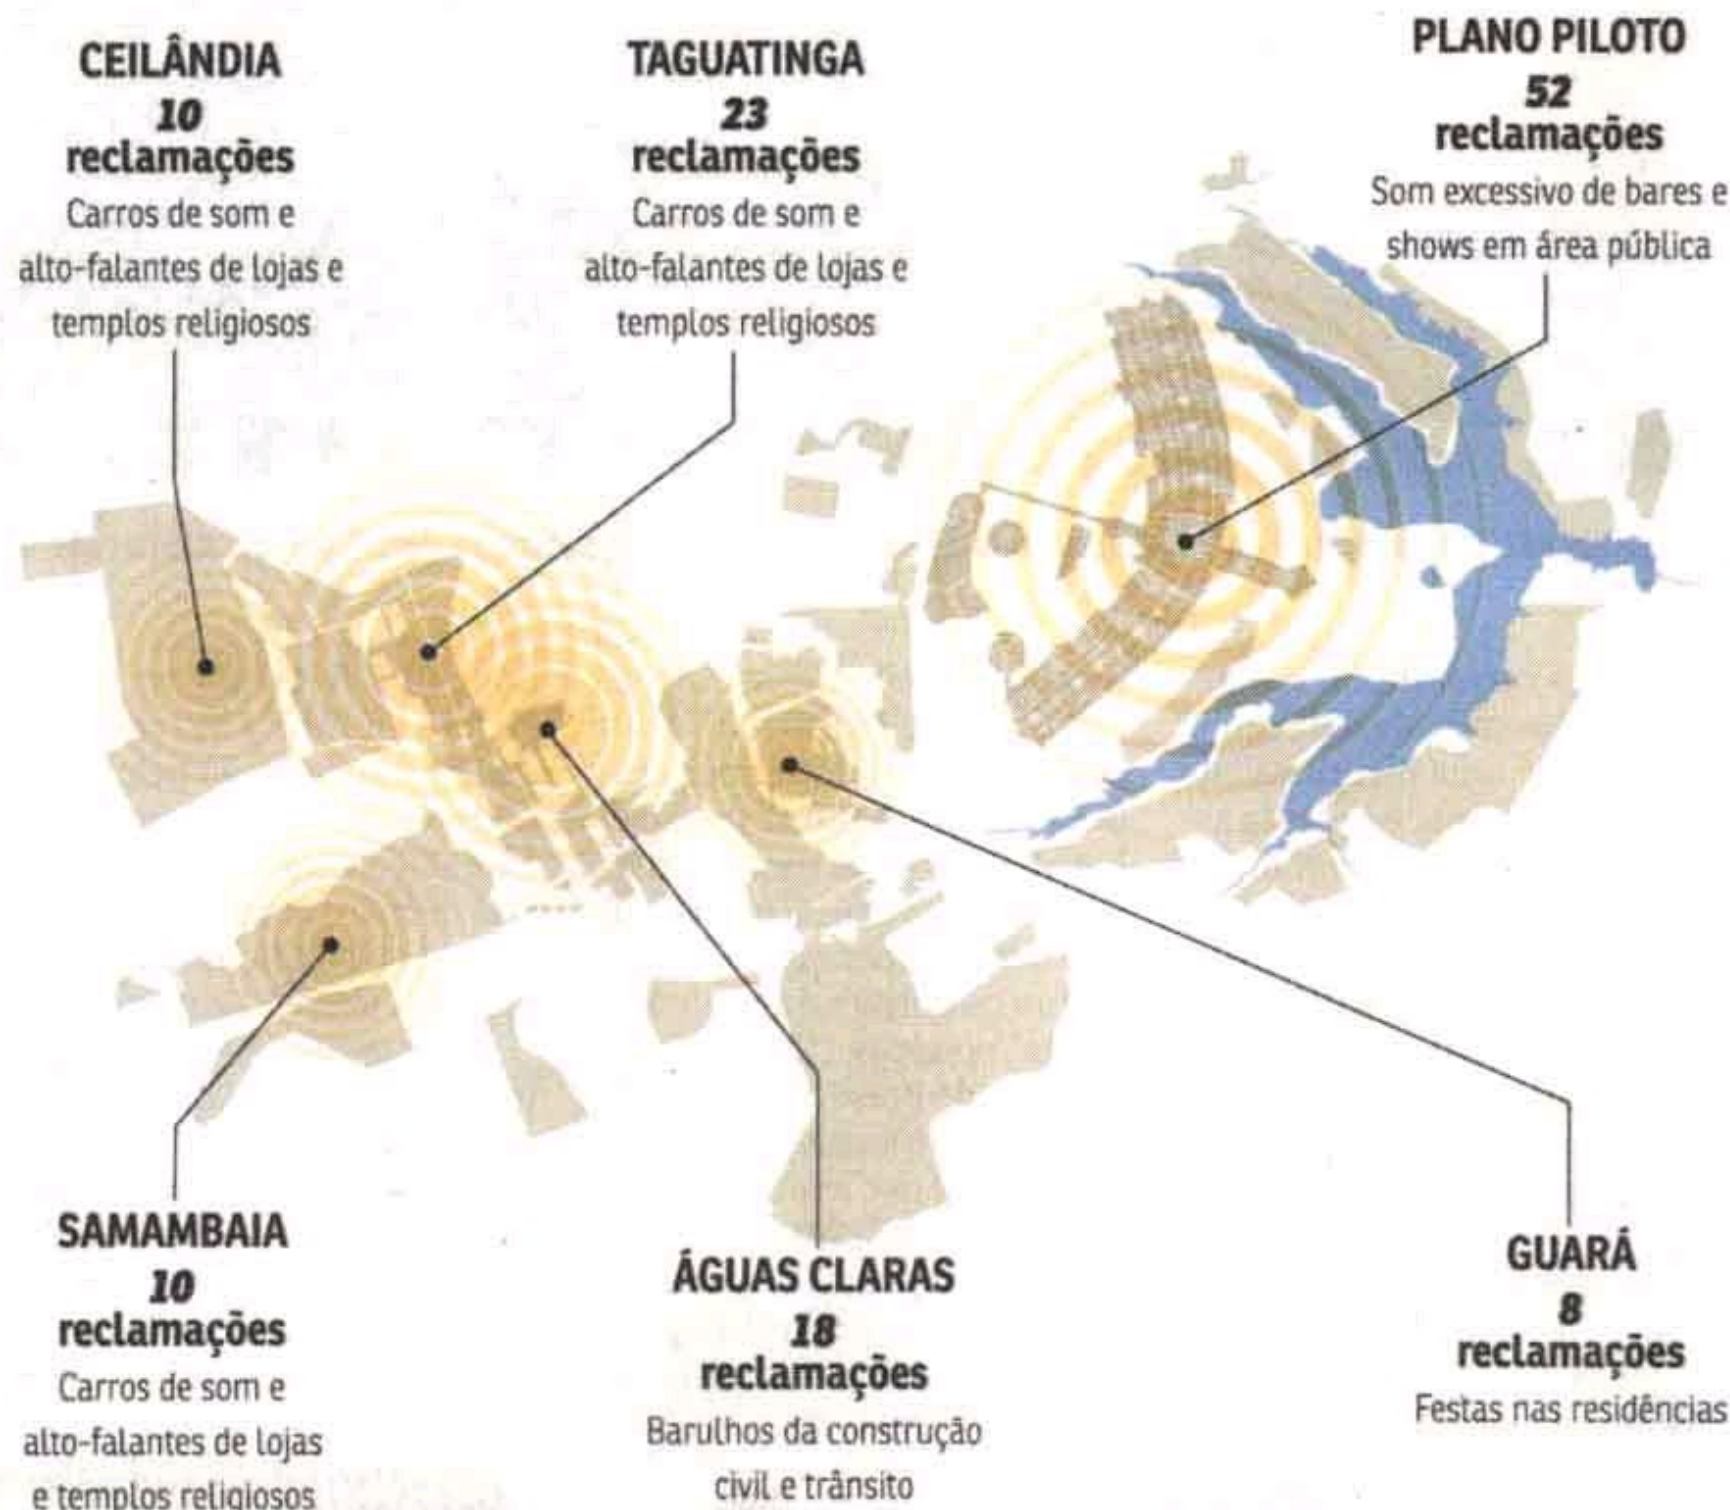 CEILÂNDIA
10
reclamações
Carros de som e
alto-falantes de lojas e
templos religiosos
TAGUATINGA
23
reclamações
Carros de som e
alto-falantes de lojas e
templos religiosos
PLANO PILOTO
52
reclamações
Som excessivo de bares e
shows em área pública
SAMAMBAIA
10
reclamações
Carros de som e
alto-falantes de lojas
e templos religiosos
ÁGUAS CLARAS
18
reclamações
Barulhos da construção
civil e trânsito
GUARÁ
8
reclamações
Festas nas residências